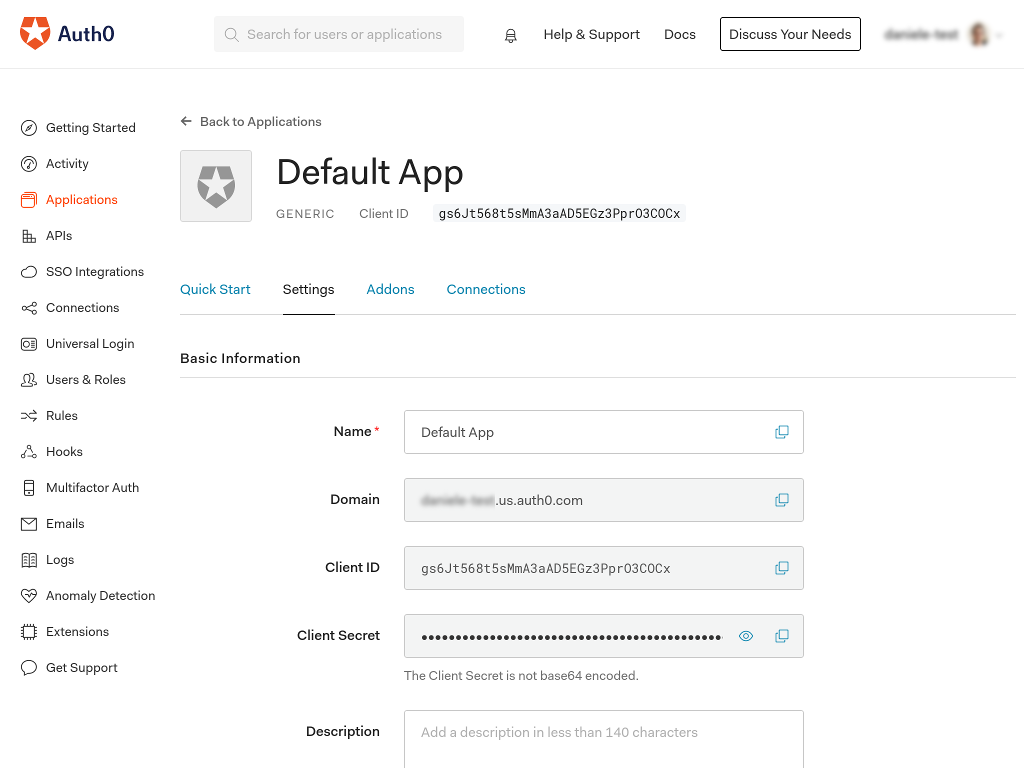 Auth0
Search for users or applications
Help & Support
Docs
Discuss Your Needs
Getting Started
Activity
Applications
APIs
SSO Integrations
Connections
Universal Login
Users & Roles
Rules
Hooks
Multifactor Auth
Emails
Logs
Anomaly Detection
Extensions
Get Support
Back to Applications
Default App
GENERIC
Client ID
gs6Jt568t5sMmA3aAD5EGz3PprO3COCx
Quick Start
Settings
Addons
Connections
Basic Information
Name*
Default App
Domain
.us.auth0.com
Client ID
gs6Jt568t5sMmA3aAD5EGz3PprO3COCx
Client Secret
The Client Secret is not base64 encoded.
Description
Add a description in less than 140 characters